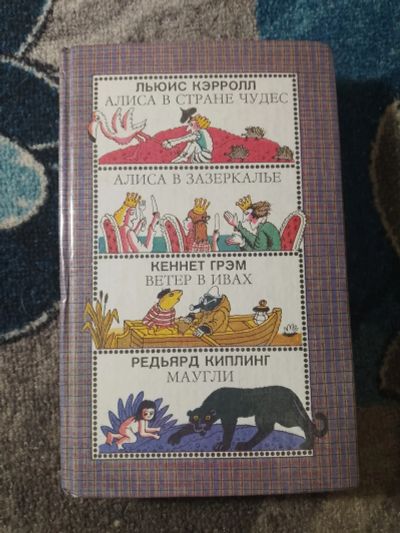 ЛЬЮИС КЭРРОЛЛ
АЛИСА В СТРАНЕ ЧУДЕС
АЛИСА В ЗАЗЕРКАЛЬЕ
КЕННЕТ ГРЭМ
ВЕТЕР В ИВАХ
РЕДЬЯРД КИПЛИНГ
МАУГЛИ